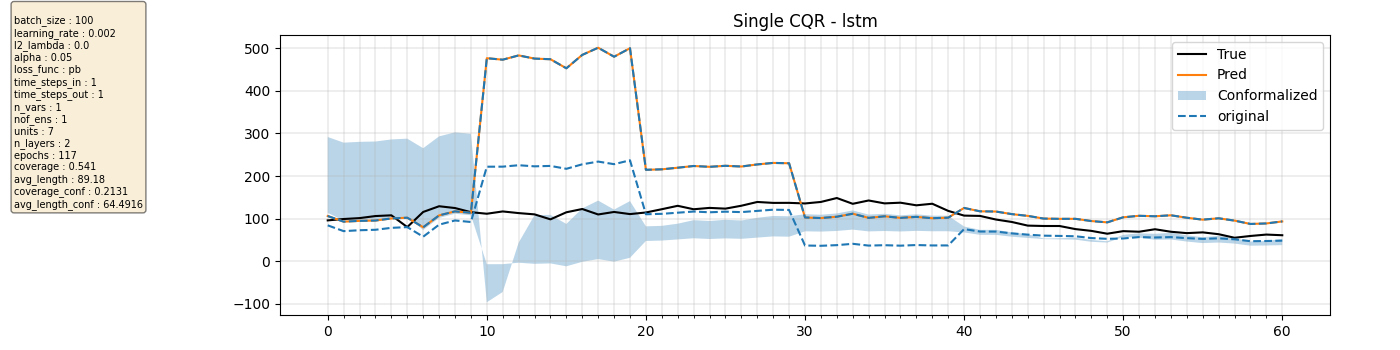 batch_size : 100
learning_rate : 0.002
l2_lambda : 0.0
alpha : 0.05
loss_func : pb
time_steps_in : 1
time_steps_out : 1
n_vars : 1
nof_ens : 1
units : 7
n_layers : 2
epochs : 117
coverage : 0.541
avg_length : 89.18
coverage_conf : 0.2131
avg_length_conf : 64.4916
Single CQR - lstm
500
400
300
200
100
0
−100
True
Pred
Conformalized
original
0 10 20 30 40 50 60